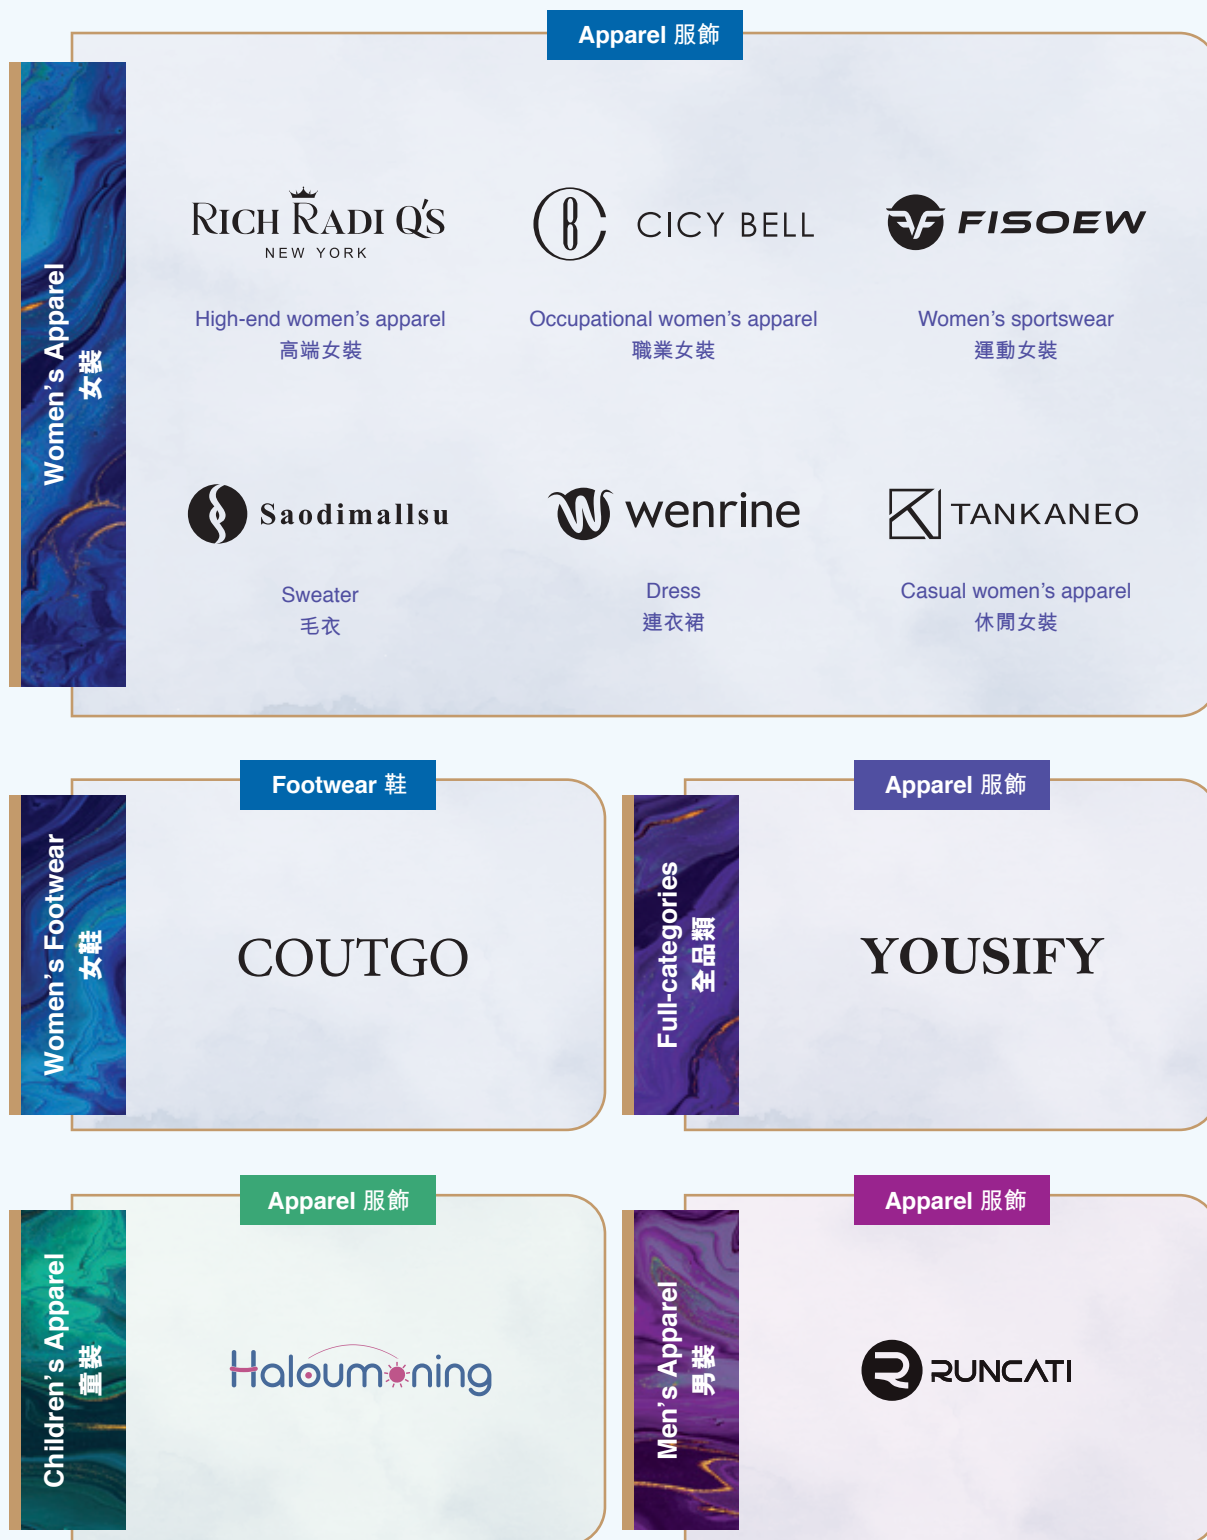 Apparel 服飾
Women's Apparel
女裝
RICH RADI Q'S
NEW YORK
High-end women's apparel
高端女裝
CICY BELL
Occupational women's apparel
職業女裝
FISOEW
Women's sportswear
運動女裝
Saodimallsu
Sweater
毛衣
wenrine
Dress
連衣裙
TANKANEO
Casual women's apparel
休閒女裝
Footwear 鞋
Women's Footwear
女鞋
COUTGO
Apparel 服飾
Full-categories
全品類
YOUSIFY
Apparel 服飾
Children's Apparel
童裝
Haloumoning
Apparel 服飾
Men's Apparel
男裝
RUNCATI